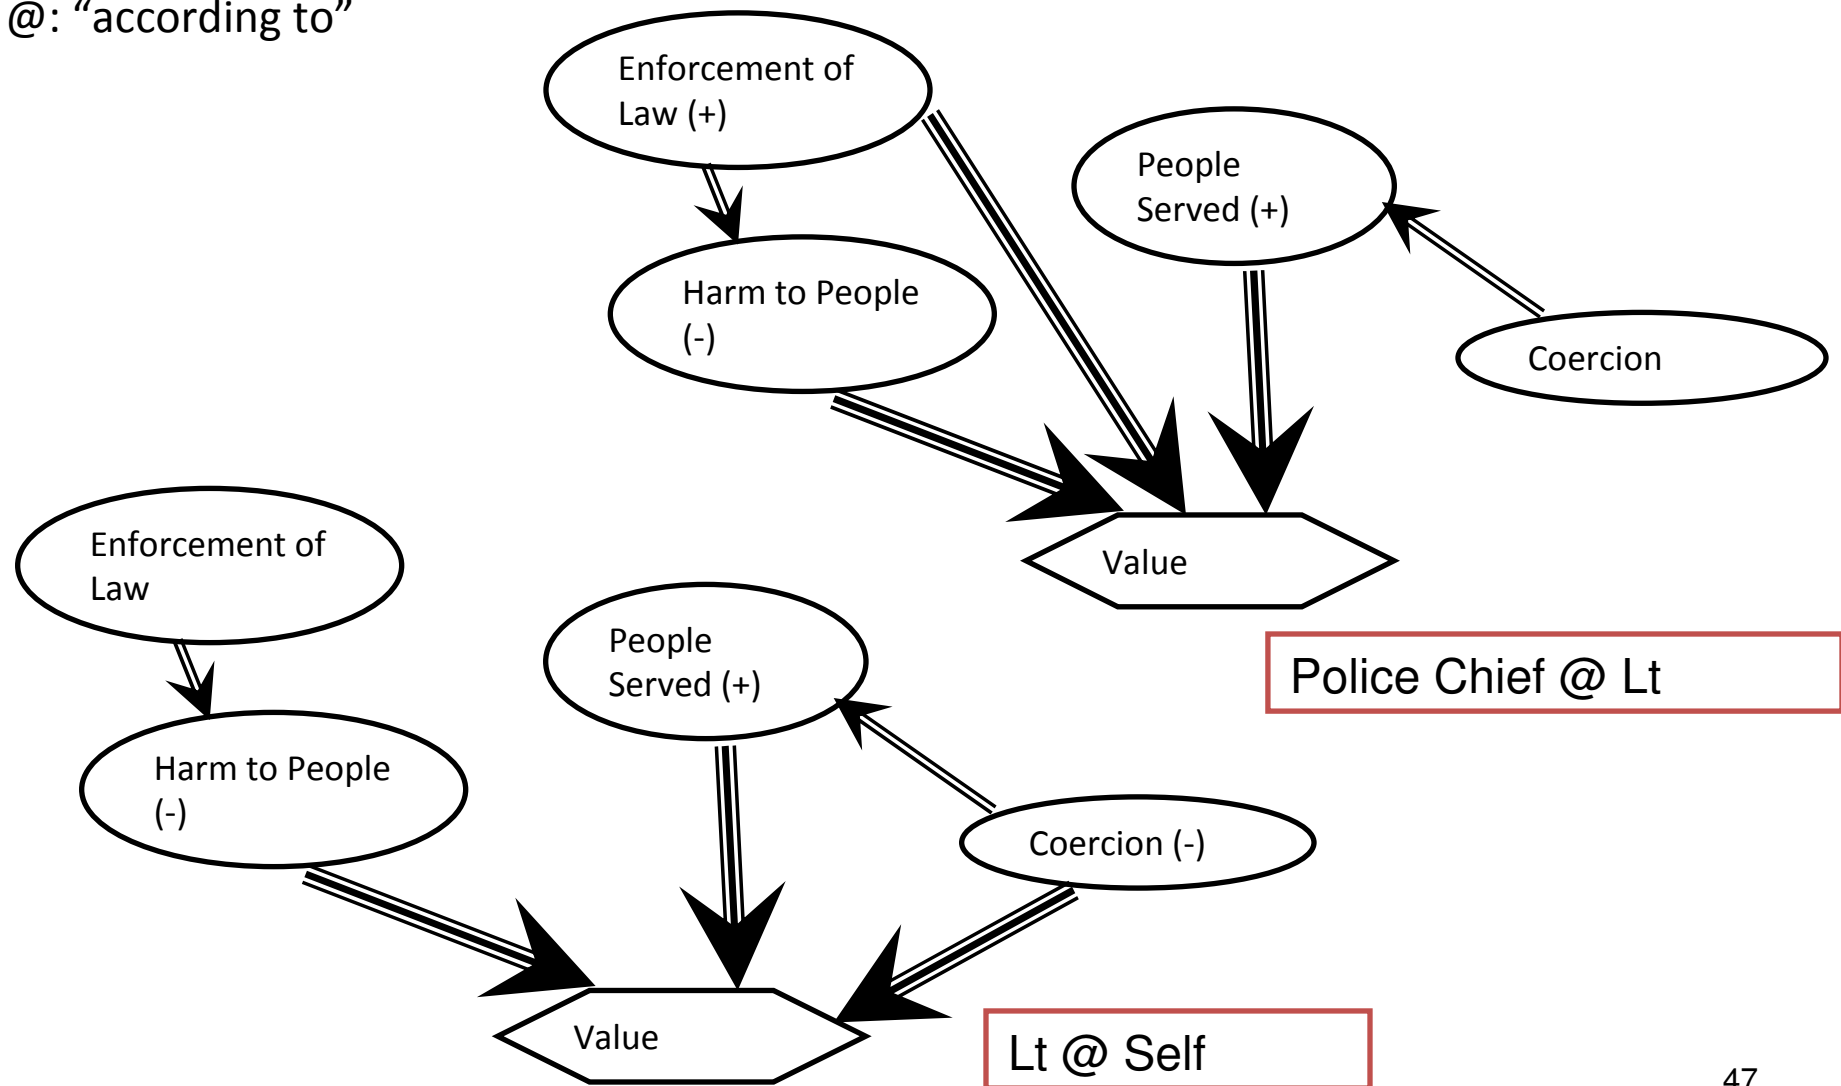 @: “according to”
Enforcement of
Law (+)
People
Served (+)
Harm to People
(-)
Coercion
Value
Police Chief @ Lt
Enforcement of
Law
People
Served (+)
Harm to People
(-)
Coercion (-)
Value
Lt @ Self
47